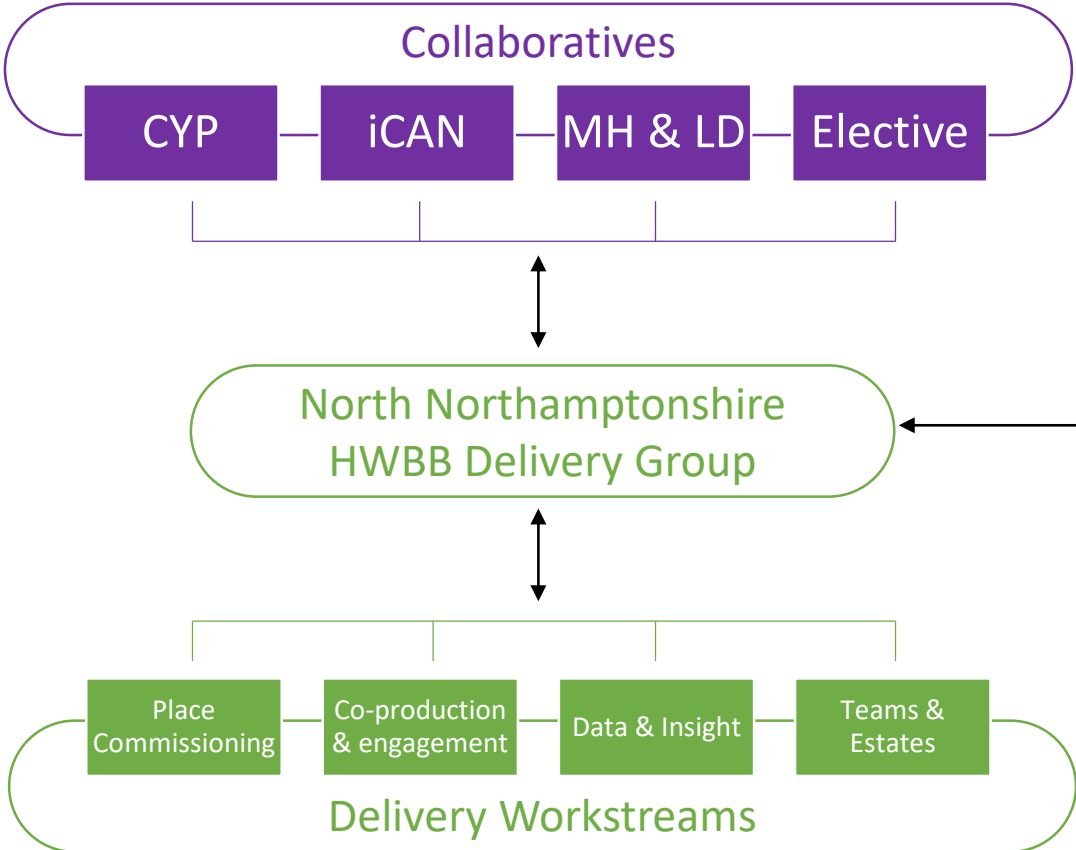 Collaboratives
CYP
iCAN
MH & LD
Elective
North Northamptonshire
HWBB Delivery Group
Place
Commissioning
Co-production
& engagement
Data & Insight
Teams &
Estates
Delivery Workstreams